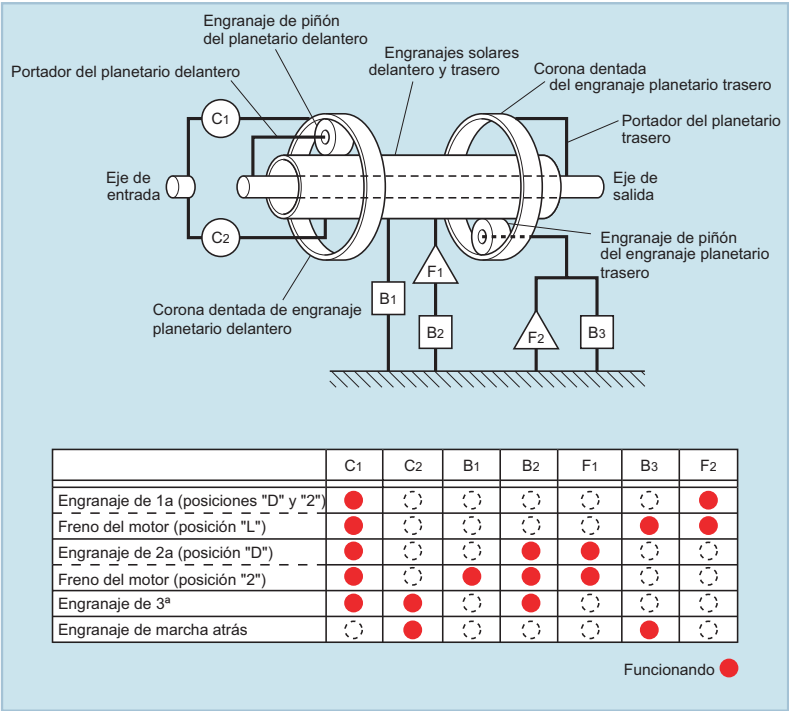 Engranaje de piñón
del planetario delantero
Engranajes solares
delantero y trasero
Corona dentada
del engranaje planetario trasero
Portador del planetario delantero
Portador del planetario
trasero
C1
Eje de
entrada
Eje de
salida
C2
Engranaje de piñón
del engranaje planetario
trasero
F1
B1
Corona dentada de engranaje
planetario delantero
B2
F2
B3
C1 C2 B1 B2 F1 B3 F2
Engranaje de 1a (posiciones "D" y "2")
Freno del motor (posición "L")
Engranaje de 2a (posición "D")
Freno del motor (posición "2")
Engranaje de 3ª
Engranaje de marcha atrás
Funcionando